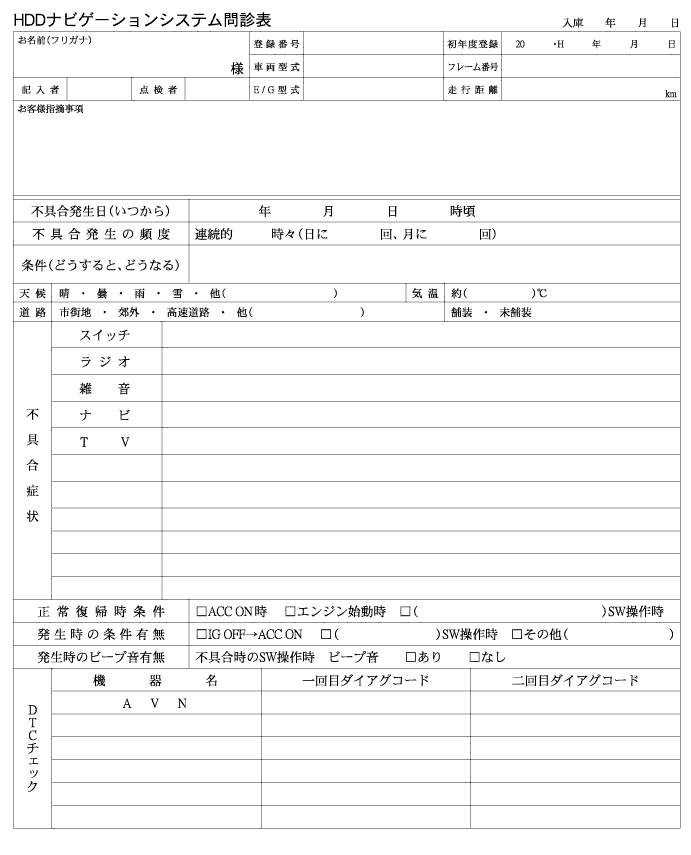 HDDナビゲーションシステム問診表
入庫 年 月 日
お名前(フリガナ)
様
登録番号
初年度登録 20 ・H 年 月 日
車両型式
フレーム番号
記入者
点検者
E/G型式
走行距離 km
お客様指摘事項
不具合発生日(いつから) 年 月 日 時頃
不具合発生の頻度 連続的 時々(日に 回、月に 回)
条件(どうすると、どうなる)
天候 晴・曇・雨・雪・他( ) 気温 約( )℃
道路 市街地・郊外・高速道路・他( ) 舗装・未舗装
不具合症状
スイッチ
ラジオ
雑音
ナビ
TV
正常復帰時条件 □ACC ON時 □エンジン始動時 □( )SW操作時
発生時の条件有無 □IG OFF→ACC ON □( )SW操作時 □その他( )
発生時のビープ音有無 不具合時のSW操作時 ビープ音 □あり □なし
DTCチェック
機器名 一回目ダイアグコード 二回目ダイアグコード
AVN